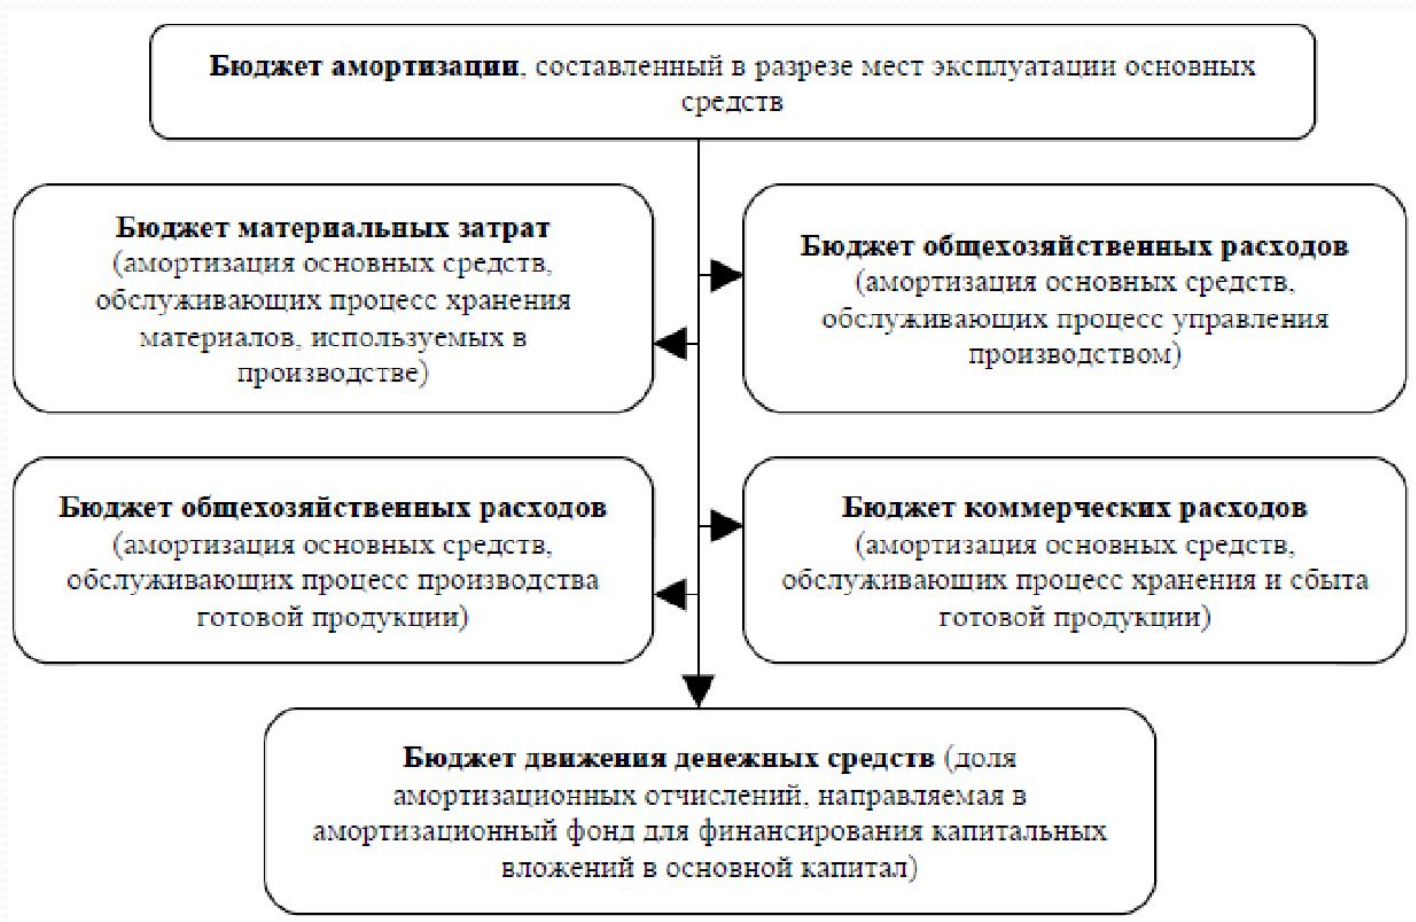 Бюджет амортизации, составленный в разрезе мест эксплуатации основных
средств
Бюджет материальных затрат
(амортизация основных средств,
обслуживающих процесс хранения
материалов, используемых в
производстве)
Бюджет общехозяйственных расходов
(амортизация основных средств,
обслуживающих процесс управления
производством)
Бюджет общехозяйственных расходов
(амортизация основных средств,
обслуживающих процесс производства
готовой продукции)
Бюджет коммерческих расходов
(амортизация основных средств,
обслуживающих процесс хранения и сбыта
готовой продукции)
Бюджет движения денежных средств (доля
амортизационных отчислений, направляемая в
амортизационный фонд для финансирования капитальных
вложений в основной капитал)